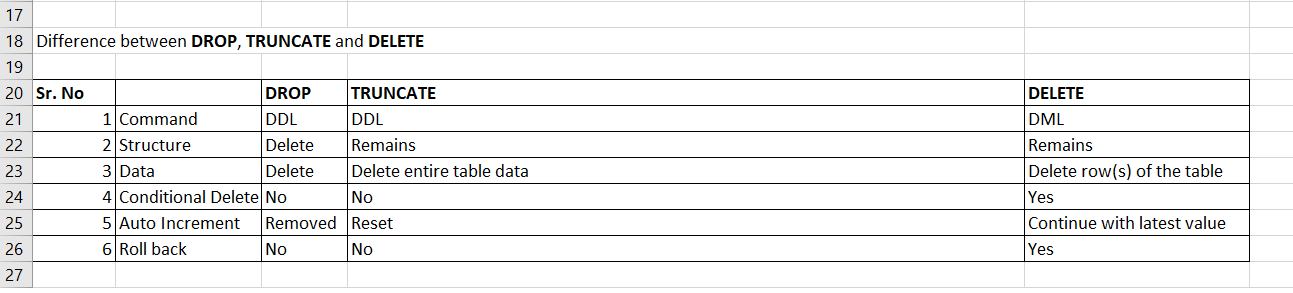 17
18 Difference between DROP, TRUNCATE and DELETE
19
20 Sr. No DROP TRUNCATE DELETE
21 1 Command DDL DDL DML
22 2 Structure Delete Remains Remains
23 3 Data Delete Delete entire table data Delete row(s) of the table
24 4 Conditional Delete No No Yes
25 5 Auto Increment Removed Reset Continue with latest value
26 6 Roll back No No Yes
27